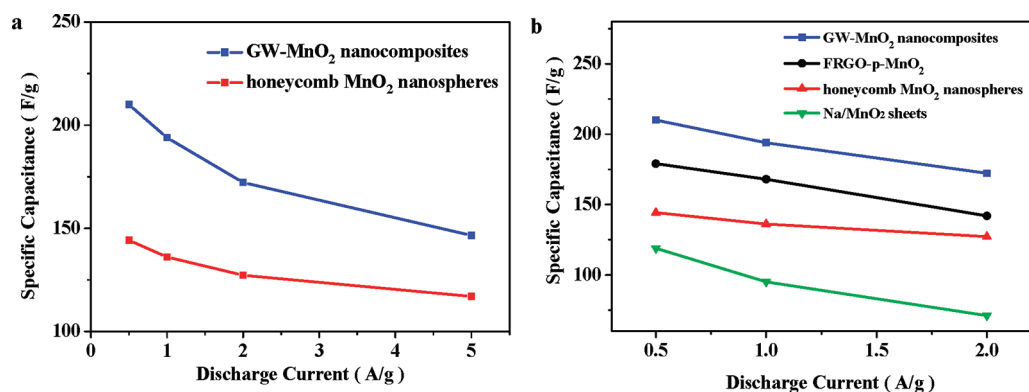 a
250
200
150
100
Specific Capacitance ( F/g )
GW-MnO₂ nanocomposites
honeycomb MnO₂ nanospheres
0 1 2 3 4 5
Discharge Current ( A/g )
b
250
200
150
100
Specific Capacitance ( F/g )
GW-MnO₂ nanocomposites
FRGO-p-MnO₂
honeycomb MnO₂ nanospheres
Na/MnO₂ sheets
0.5 1.0 1.5 2.0
Discharge Current ( A/g )